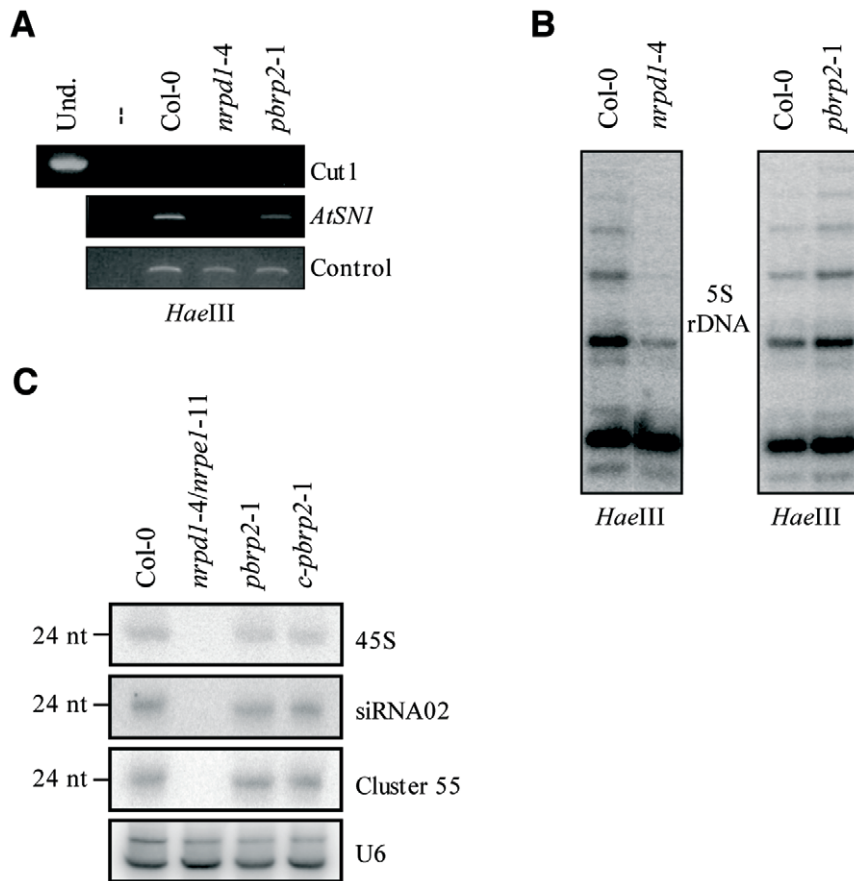 A
Und.
--
Col-0
nrpd1-4
pbrp2-1
Cut1
AtSN1
Control
HaeIII
B
Col-0
nrpd1-4
Col-0
pbrp2-1
5S
rDNA
HaeIII
HaeIII
C
Col-0
nrpd1-4/nrpe1-11
pbrp2-1
c-pbrp2-1
24 nt
45S
24 nt
siRNA02
24 nt
Cluster 55
U6